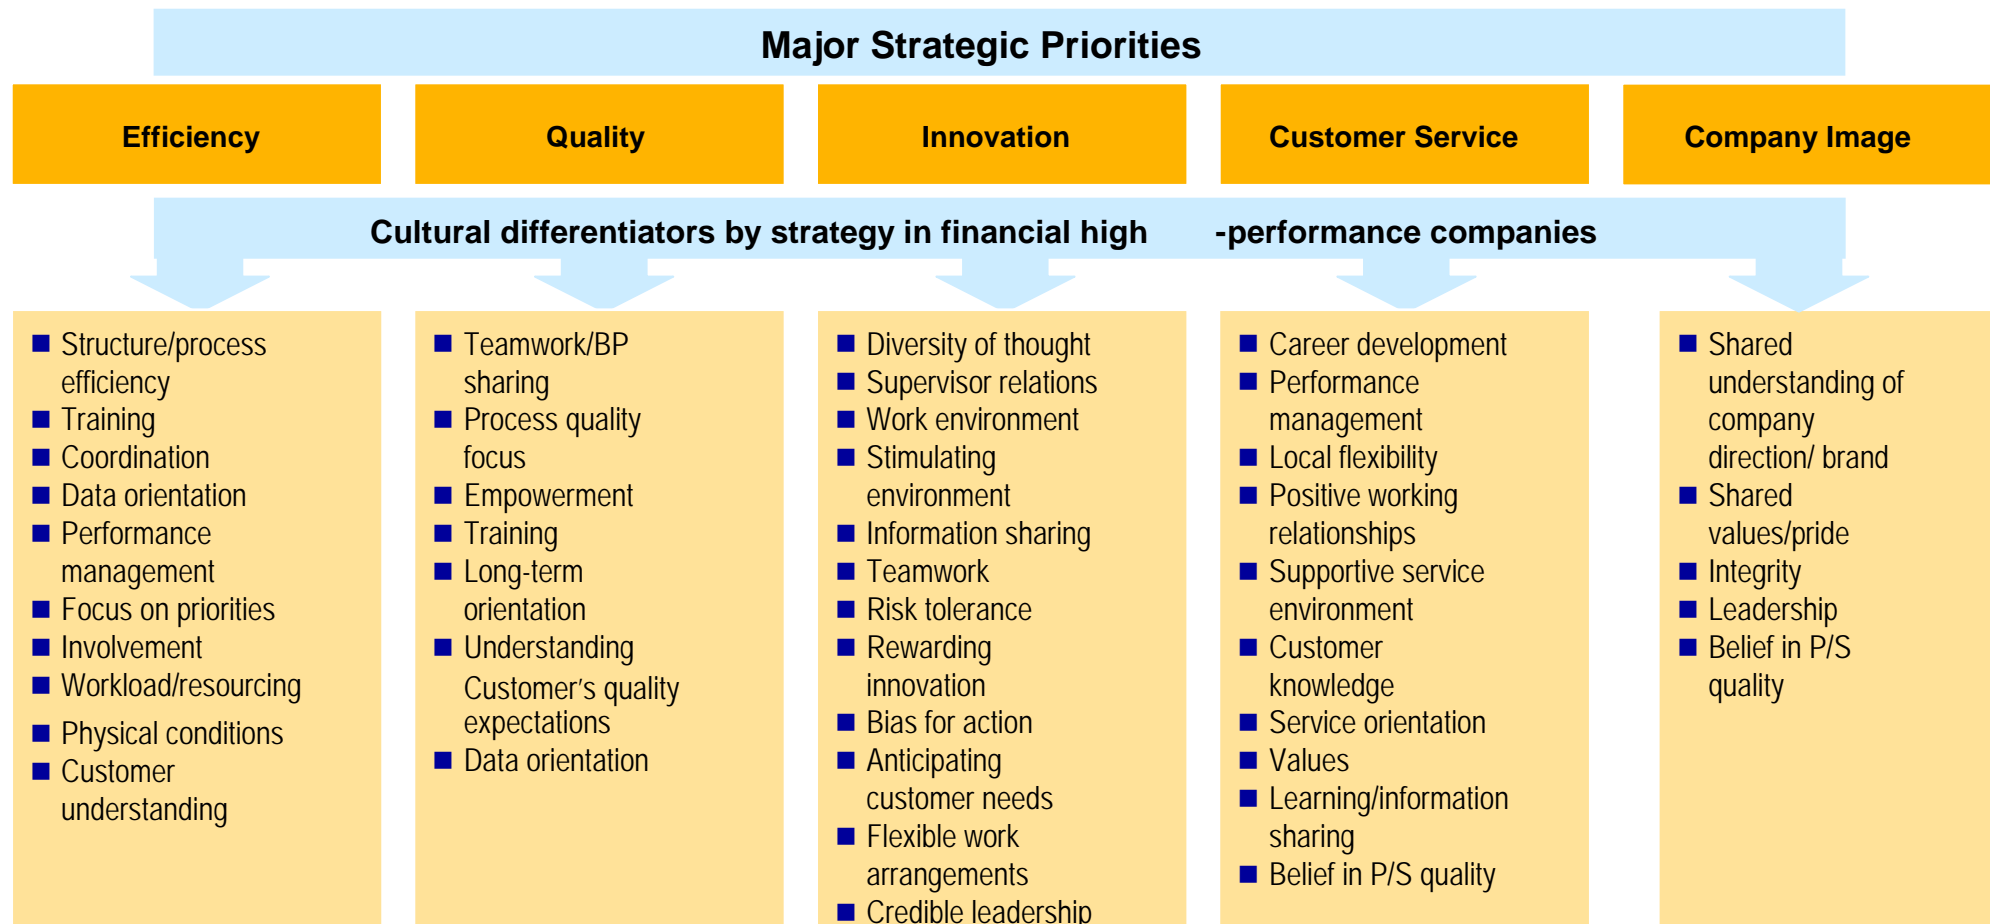 Major Strategic Priorities
Efficiency
Quality
Innovation
Customer Service
Company Image
Cultural differentiators by strategy in financial high -performance companies
Structure/process
efficiency
Training
Coordination
Data orientation
Performance
management
Focus on priorities
Involvement
Workload/resourcing
Physical conditions
Customer
understanding
Teamwork/BP
sharing
Process quality
focus
Empowerment
Training
Long-term
orientation
Understanding
Customer’s quality
expectations
Data orientation
Diversity of thought
Supervisor relations
Work environment
Stimulating
environment
Information sharing
Teamwork
Risk tolerance
Rewarding
innovation
Bias for action
Anticipating
customer needs
Flexible work
arrangements
Credible leadership
Career development
Performance
management
Local flexibility
Positive working
relationships
Supportive service
environment
Customer
knowledge
Service orientation
Values
Learning/information
sharing
Belief in P/S quality
Shared
understanding of
company
direction/ brand
Shared
values/pride
Integrity
Leadership
Belief in P/S
quality